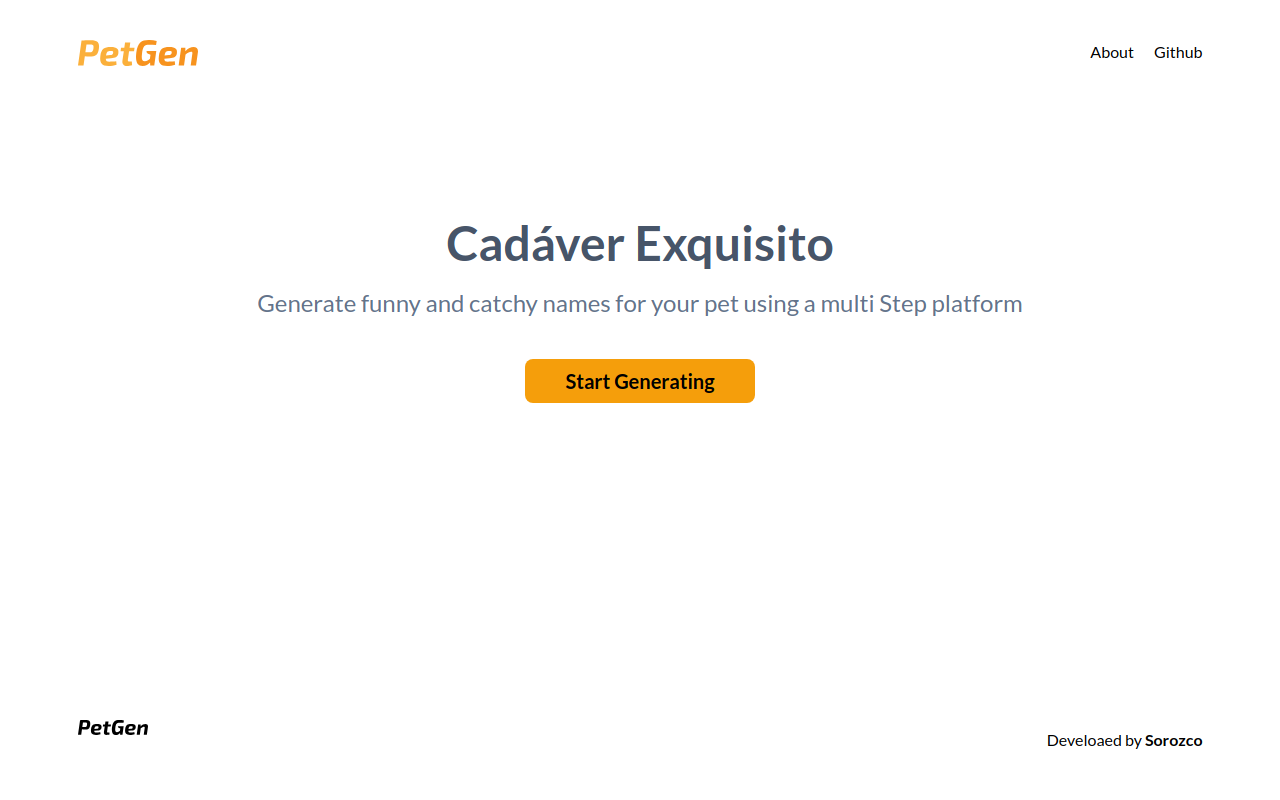 PetGen
About Github
Cadáver Exquisito
Generate funny and catchy names for your pet using a multi Step platform
Start Generating
PetGen
Develoaed by Sorozco